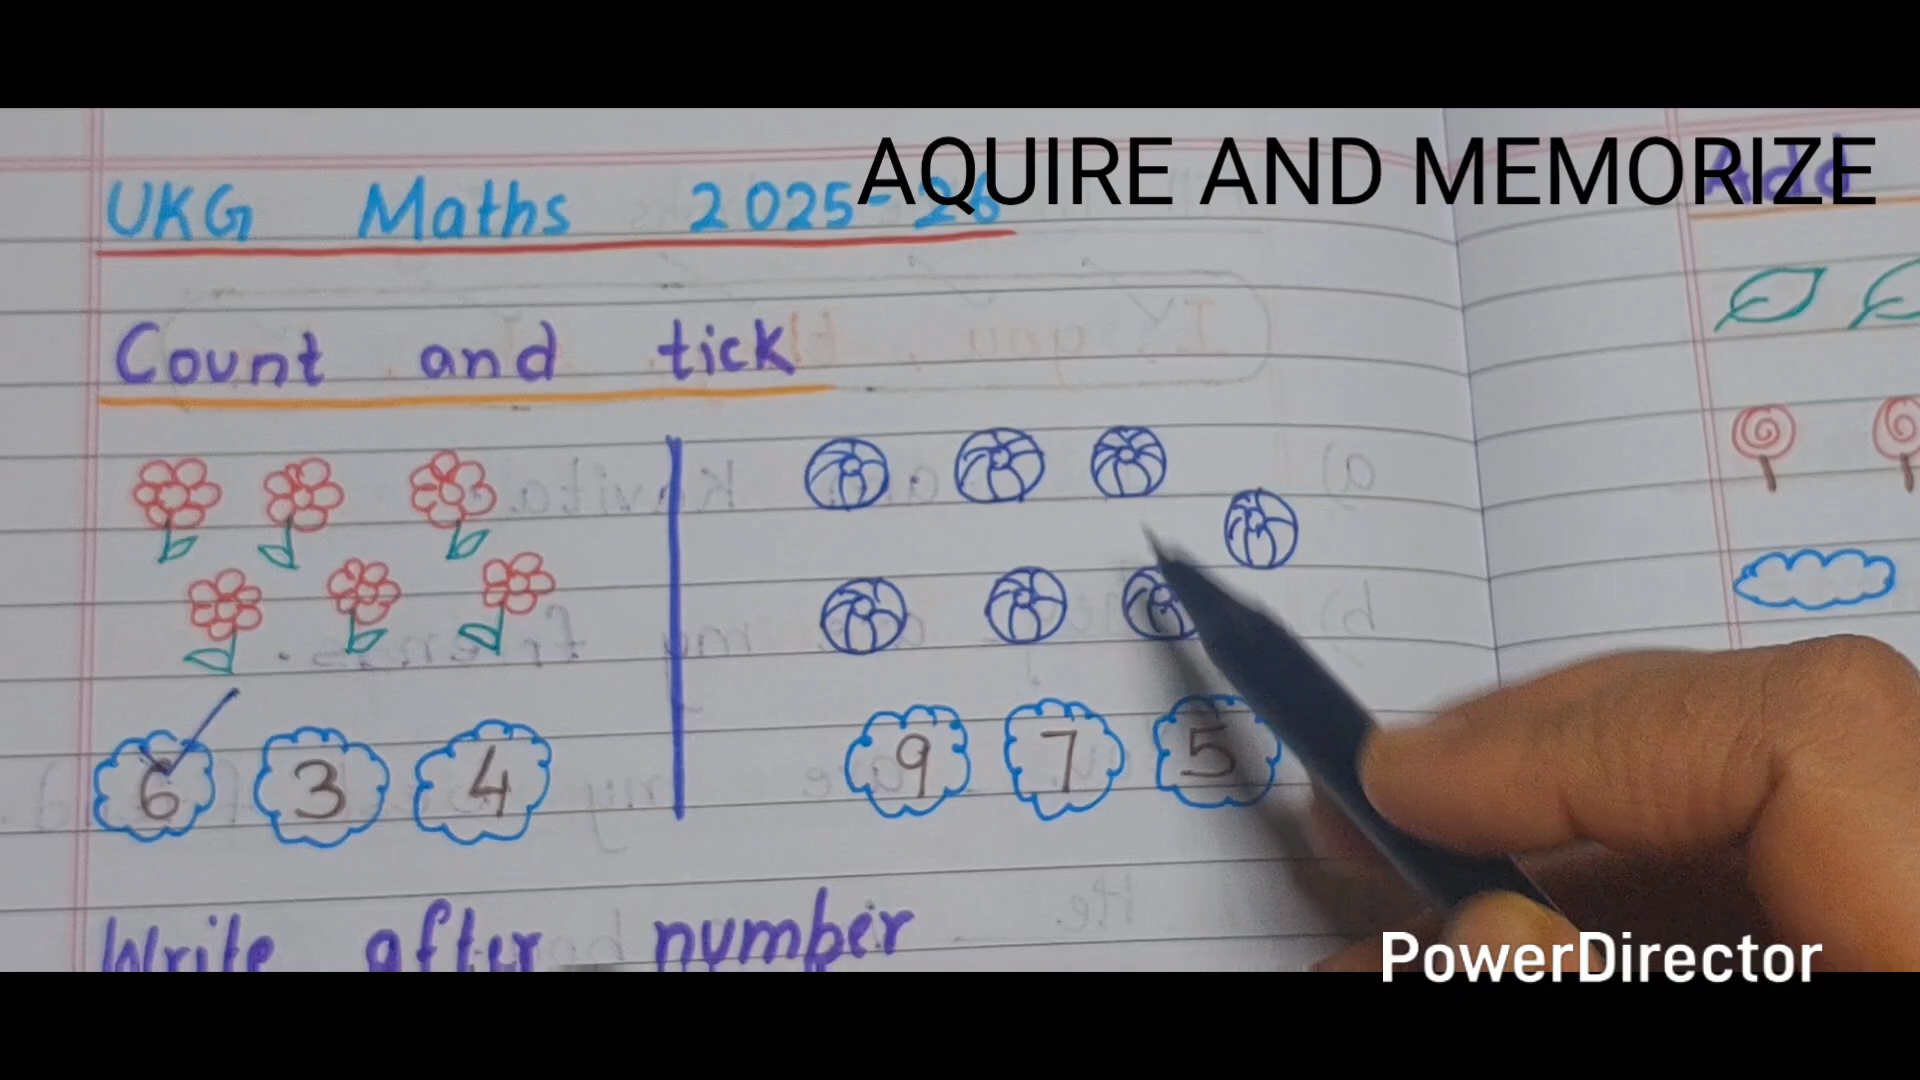 AQUIRE AND MEMORIZE
UKG Maths 2025-26
Add
Count and tick
6 3 4
9 7 5
Write after number
PowerDirector